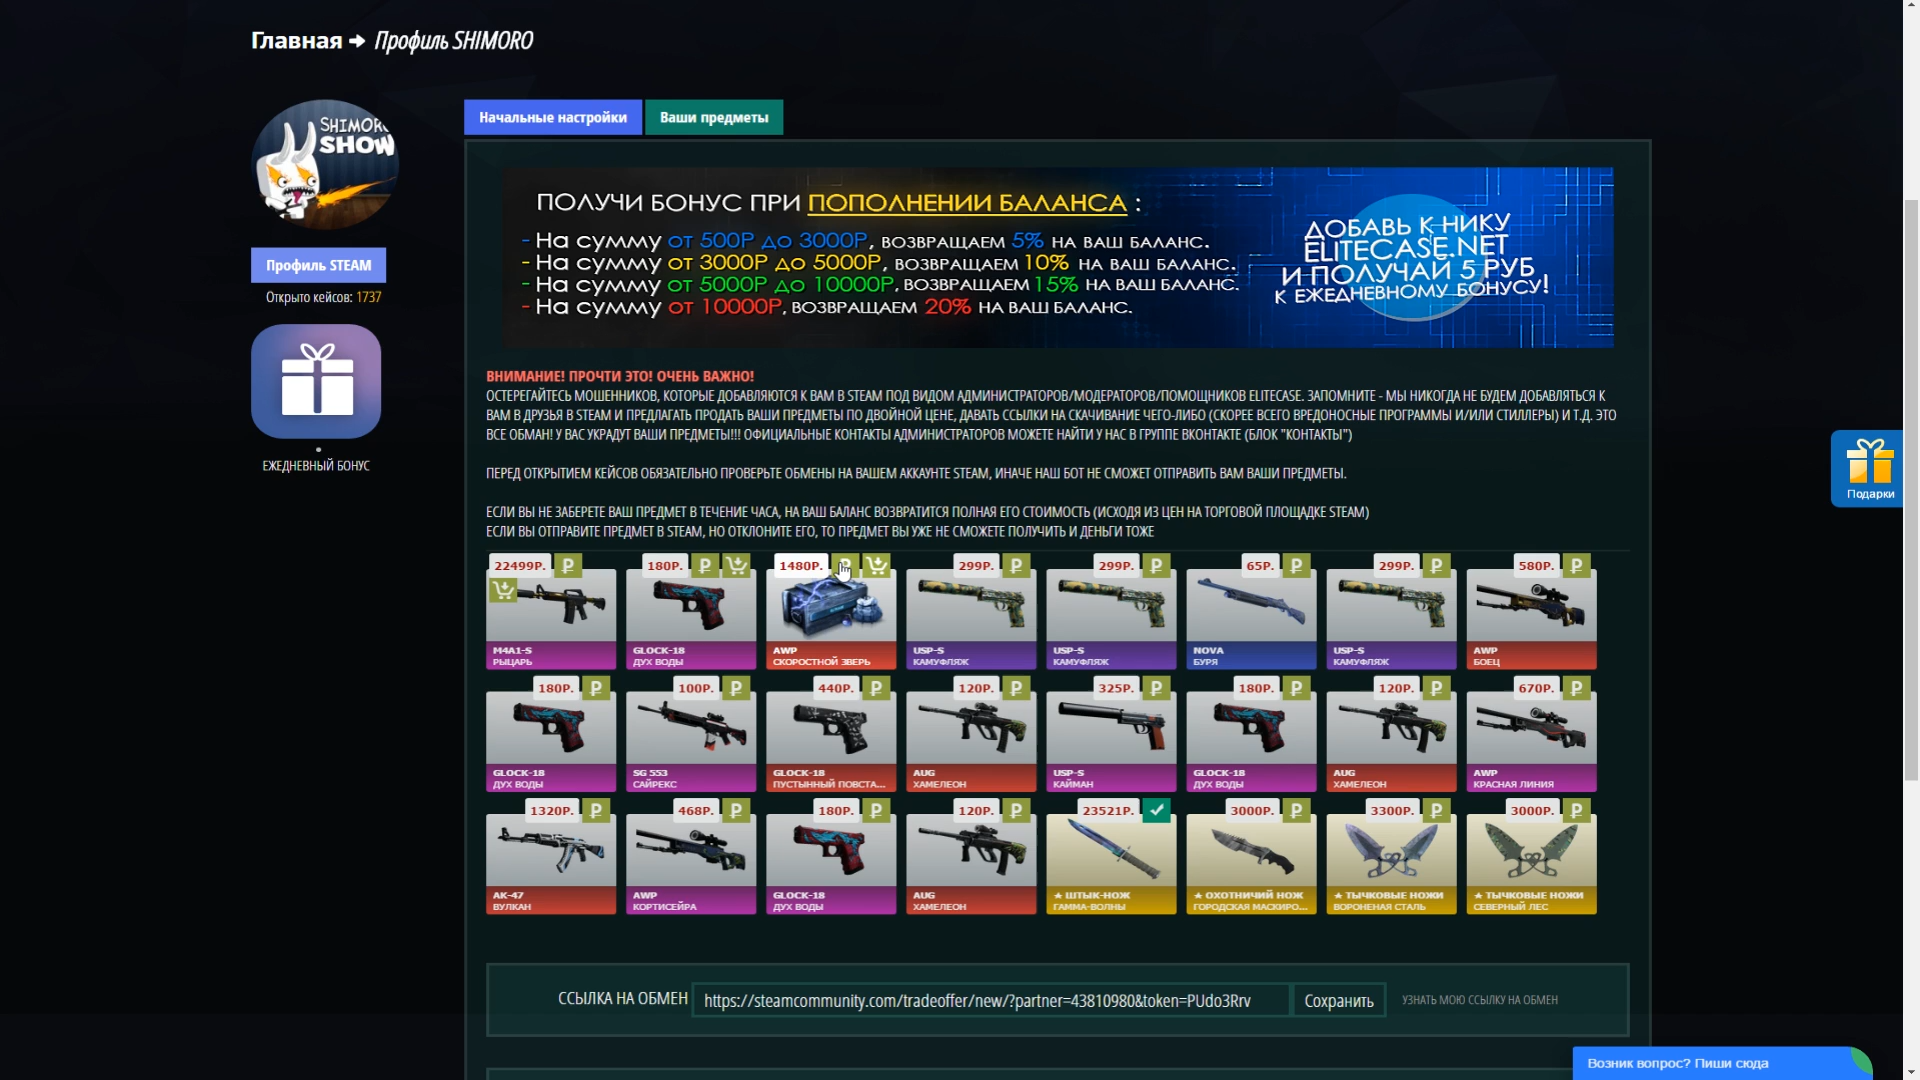 Главная ➔ Профиль SHIMORO
SHIMORO
SHOW
Профиль STEAM
Открыто кейсов: 1737
ЕЖЕДНЕВНЫЙ БОНУС
Начальные настройки
Ваши предметы
ПОЛУЧИ БОНУС ПРИ ПОПОЛНЕНИИ БАЛАНСА :
- На сумму от 500Р до 3000Р, ВОЗВРАЩАЕМ 5% НА ВАШ БАЛАНС.
- На сумму от 3000Р до 5000Р, ВОЗВРАЩАЕМ 10% НА ВАШ БАЛАНС.
- На сумму от 5000Р до 10000Р, ВОЗВРАЩАЕМ 15% НА ВАШ БАЛАНС.
- На сумму от 10000Р, ВОЗВРАЩАЕМ 20% НА ВАШ БАЛАНС.
ДОБАВЬ К НИКУ
ELITECASE.NET
И ПОЛУЧАЙ 5 РУБ
К ЕЖЕДНЕВНОМУ БОНУСУ!
ВНИМАНИЕ! ПРОЧТИ ЭТО! ОЧЕНЬ ВАЖНО!
ОСТЕРЕГАЙТЕСЬ МОШЕННИКОВ, КОТОРЫЕ ДОБАВЛЯЮТСЯ К ВАМ В STEAM ПОД ВИДОМ АДМИНИСТРАТОРОВ/МОДЕРАТОРОВ/ПОМОЩНИКОВ ELITECASE. ЗАПОМНИТЕ - МЫ НИКОГДА НЕ БУДЕМ ДОБАВЛЯТЬСЯ К
ВАМ В ДРУЗЬЯ В STEAM И ПРЕДЛАГАТЬ ПРОДАТЬ ВАШИ ПРЕДМЕТЫ ПО ДВОЙНОЙ ЦЕНЕ, ДАВАТЬ ССЫЛКИ НА СКАЧИВАНИЕ ЧЕГО-ЛИБО (СКОРЕЕ ВСЕГО ВРЕДОНОСНЫЕ ПРОГРАММЫ И/ИЛИ СТИЛЛЕРЫ) И Т.Д. ЭТО
ВСЕ ОБМАН! У ВАС УКРАДУТ ВАШИ ПРЕДМЕТЫ!!! ОФИЦИАЛЬНЫЕ КОНТАКТЫ АДМИНИСТРАТОРОВ МОЖЕТЕ НАЙТИ У НАС В ГРУППЕ ВКОНТАКТЕ (БЛОК "КОНТАКТЫ")
ПЕРЕД ОТКРЫТИЕМ КЕЙСОВ ОБЯЗАТЕЛЬНО ПРОВЕРЬТЕ ОБМЕНЫ НА ВАШЕМ АККАУНТЕ STEAM, ИНАЧЕ НАШ БОТ НЕ СМОЖЕТ ОТПРАВИТЬ ВАМ ВАШИ ПРЕДМЕТЫ.
ЕСЛИ ВЫ НЕ ЗАБЕРЕТЕ ВАШ ПРЕДМЕТ В ТЕЧЕНИЕ ЧАСА, НА ВАШ БАЛАНС ВОЗВРАТИТСЯ ПОЛНАЯ ЕГО СТОИМОСТЬ (ИСХОДЯ ИЗ ЦЕН НА ТОРГОВОЙ ПЛОЩАДКЕ STEAM)
ЕСЛИ ВЫ ОТПРАВИТЕ ПРЕДМЕТ В STEAM, НО ОТКЛОНИТЕ ЕГО, ТО ПРЕДМЕТ ВЫ УЖЕ НЕ СМОЖЕТЕ ПОЛУЧИТЬ И ДЕНЬГИ ТОЖЕ
22499Р. ₽ 180Р. ₽ 1480Р. ₽ 299Р. ₽ 299Р. ₽ 65Р. ₽ 299Р. ₽ 580Р. ₽
M4A1-S GLOCK-18 AWP USP-S USP-S NOVA USP-S AWP
РЫЦАРЬ ДУХ ВОДЫ СКОРОСТНОЙ ЗВЕРЬ КАМУФЛЯЖ КАМУФЛЯЖ БУРЯ КАМУФЛЯЖ БОЕЦ
180Р. ₽ 100Р. ₽ 440Р. ₽ 120Р. ₽ 325Р. ₽ 180Р. ₽ 120Р. ₽ 670Р. ₽
GLOCK-18 SG 553 GLOCK-18 AUG USP-S GLOCK-18 AUG AWP
ДУХ ВОДЫ САЙРЕКС ПУСТЫННЫЙ ПОВСТА... ХАМЕЛЕОН КАЙМАН ДУХ ВОДЫ ХАМЕЛЕОН КРАСНАЯ ЛИНИЯ
1320Р. ₽ 468Р. ₽ 180Р. ₽ 120Р. ₽ 23521Р. 3000Р. ₽ 3300Р. ₽ 3000Р. ₽
AK-47 AWP GLOCK-18 AUG ★ ШТЫК-НОЖ ★ ОХОТНИЧИЙ НОЖ ★ ТЫЧКОВЫЕ НОЖИ ★ ТЫЧКОВЫЕ НОЖИ
ВУЛКАН КОРТИСЕЙРА ДУХ ВОДЫ ХАМЕЛЕОН ГАММА-ВОЛНЫ ГОРОДСКАЯ МАСКИРО... ВОРОНЕНАЯ СТАЛЬ СЕВЕРНЫЙ ЛЕС
ССЫЛКА НА ОБМЕН https://steamcommunity.com/tradeoffer/new/?partner=43810980&token=PUdo3Rrv Сохранить УЗНАТЬ МОЮ ССЫЛКУ НА ОБМЕН
Подарки
Возник вопрос? Пиши сюда